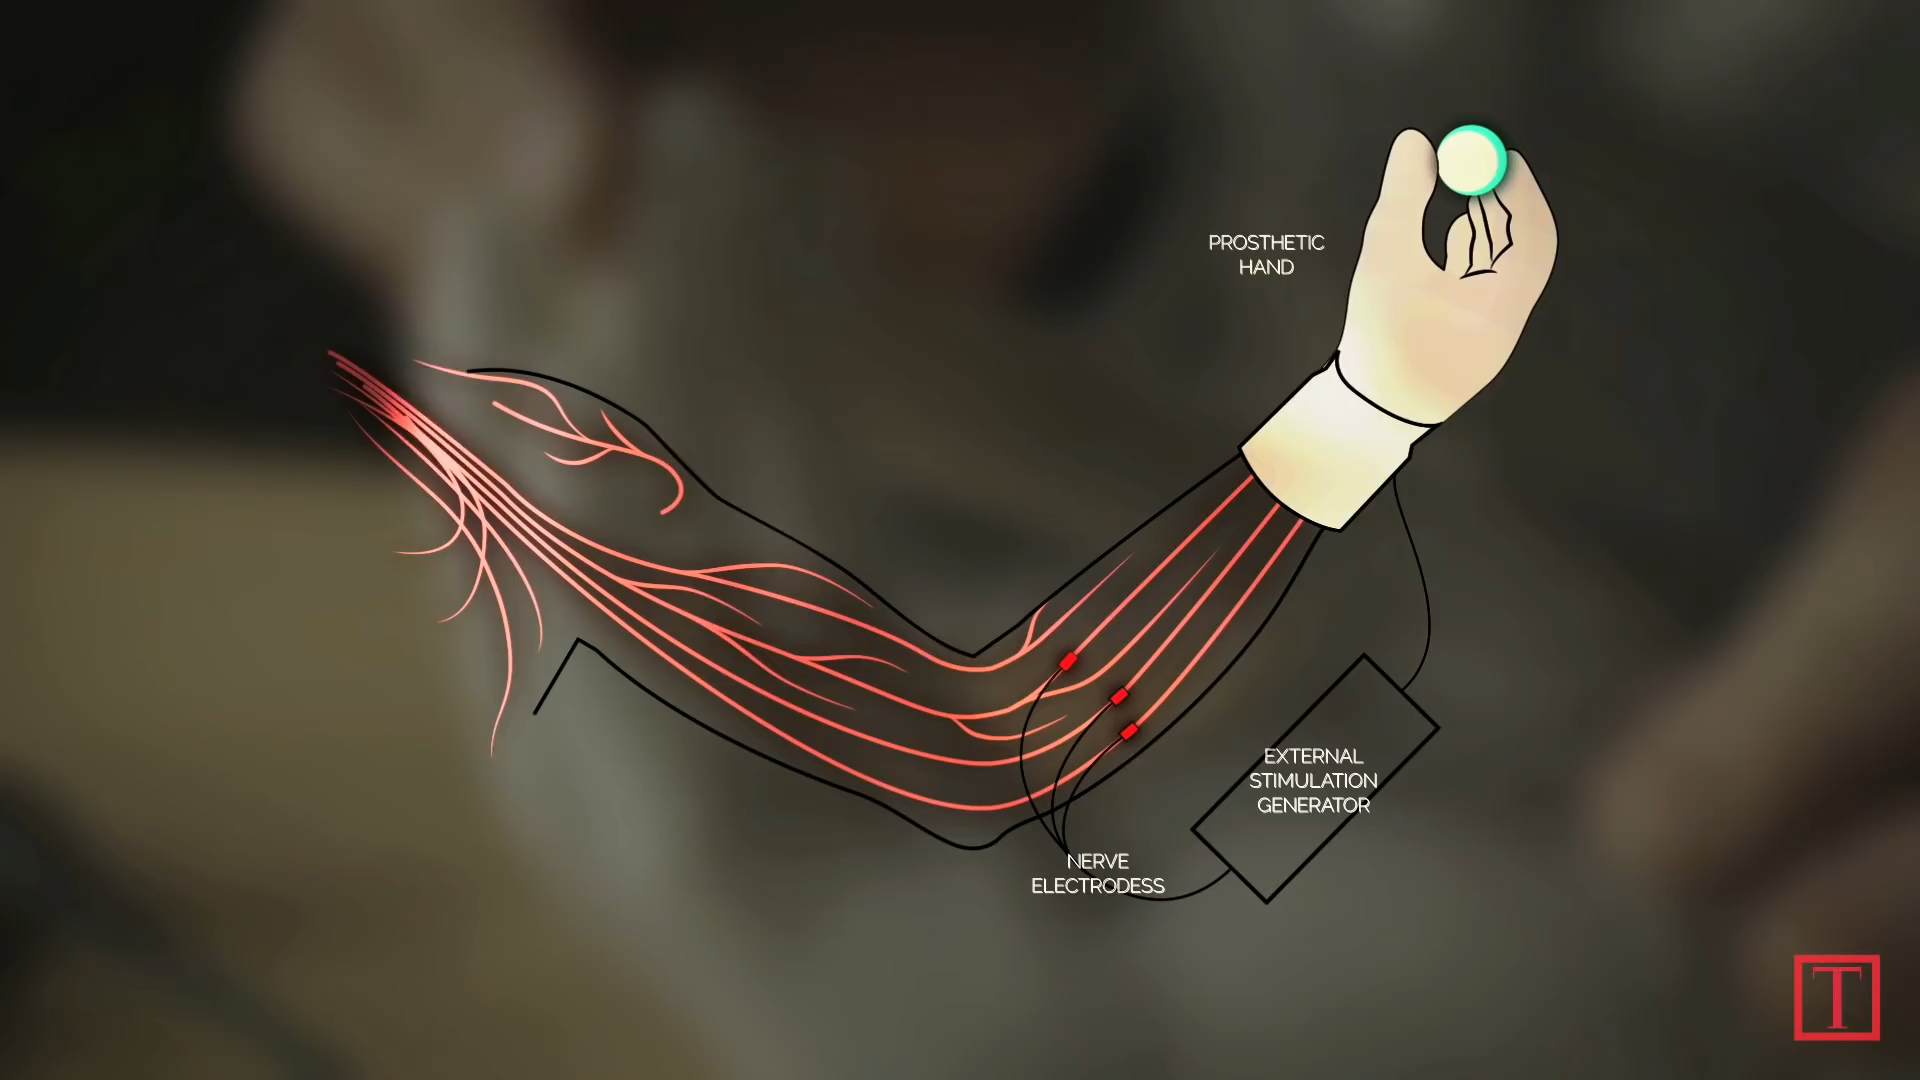 PROSTHETIC
HAND
EXTERNAL
STIMULATION
GENERATOR
NERVE
ELECTRODESS
T